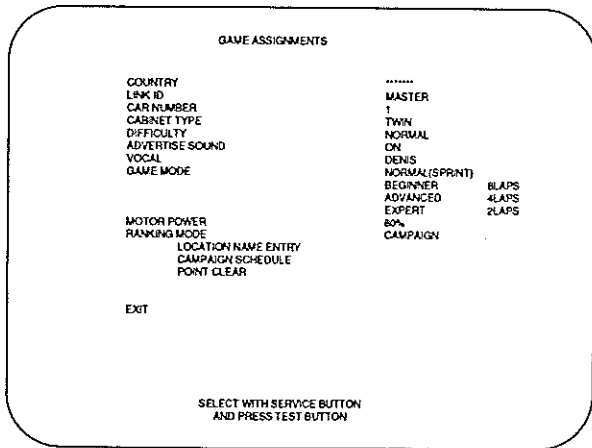 GAME ASSIGNMENTS
COUNTRY *******
LINK ID MASTER
CAR NUMBER 1
CABINET TYPE TWIN
DIFFICULTY NORMAL
ADVERTISE SOUND ON
VOCAL DENIS
GAME MODE NORMAL(SPRINT)
BEGINNER 8LAPS
ADVANCED 4LAPS
EXPERT 2LAPS
MOTOR POWER 80%
RANKING MODE CAMPAIGN
LOCATION NAME ENTRY
CAMPAIGN SCHEDULE
POINT CLEAR
EXIT
SELECT WITH SERVICE BUTTON
AND PRESS TEST BUTTON